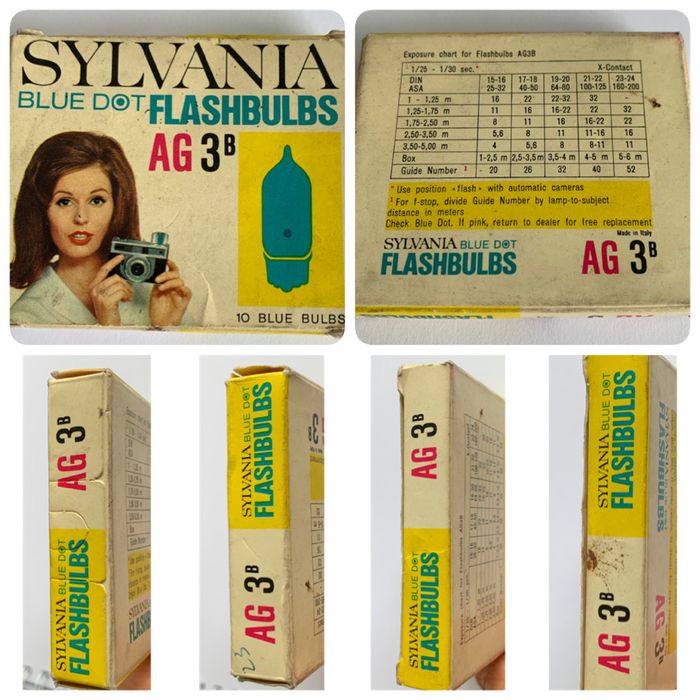 SYLVANIA
BLUE DOT FLASHBULBS
AG 3B
10 BLUE BULBS
Exposure chart for Flashbulbs AG3B
* 1/25 - 1/30 sec. X-Contact
DIN 15-16 17-18 19-20 21-22 23-24
ASA 25-32 40-50 64-80 100-125 160-200
1 - 1,25 m 16 22 22-32 32 -
1,25-1,75 m 11 16 16-22 22 32
1,75-2,50 m 8 11 16 16-22 22
2,50-3,50 m 5,6 8 11 11-16 16
3,50-5,00 m 4 5,6 8 8-11 11
Box 1-2,5 m 2,5-3,5m 3,5-4 m 4-5 m 5-6 m
Guide Number ¹ 20 26 32 40 52
* Use position «flash» with automatic cameras
¹ For f-stop, divide Guide Number by lamp-to-subject
distance in meters
Check Blue Dot. If pink, return to dealer for free replacement
Made in Italy
SYLVANIA BLUE DOT
FLASHBULBS AG 3B
SYLVANIA BLUE DOT
FLASHBULBS
AG 3B
SYLVANIA BLUE DOT
FLASHBULBS
AG 3B
23
SYLVANIA BLUE DOT
FLASHBULBS
AG 3B
Exposure chart for Flashbulbs AG3B
SYLVANIA BLUE DOT
FLASHBULBS
AG 3B